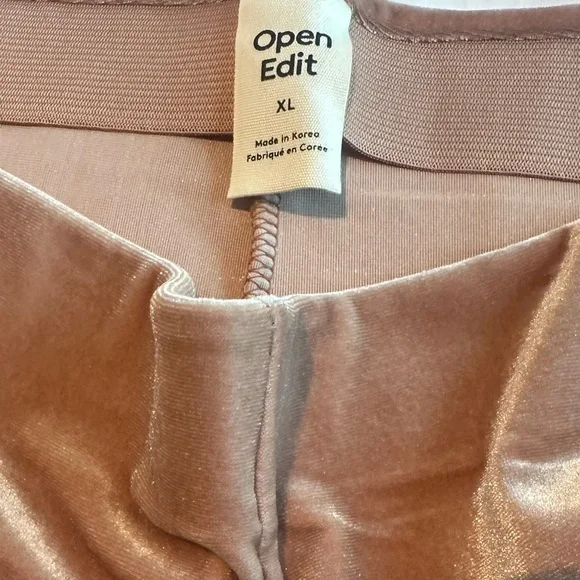 Open
Edit
XL
Made in Korea
Fabriqué en Coree